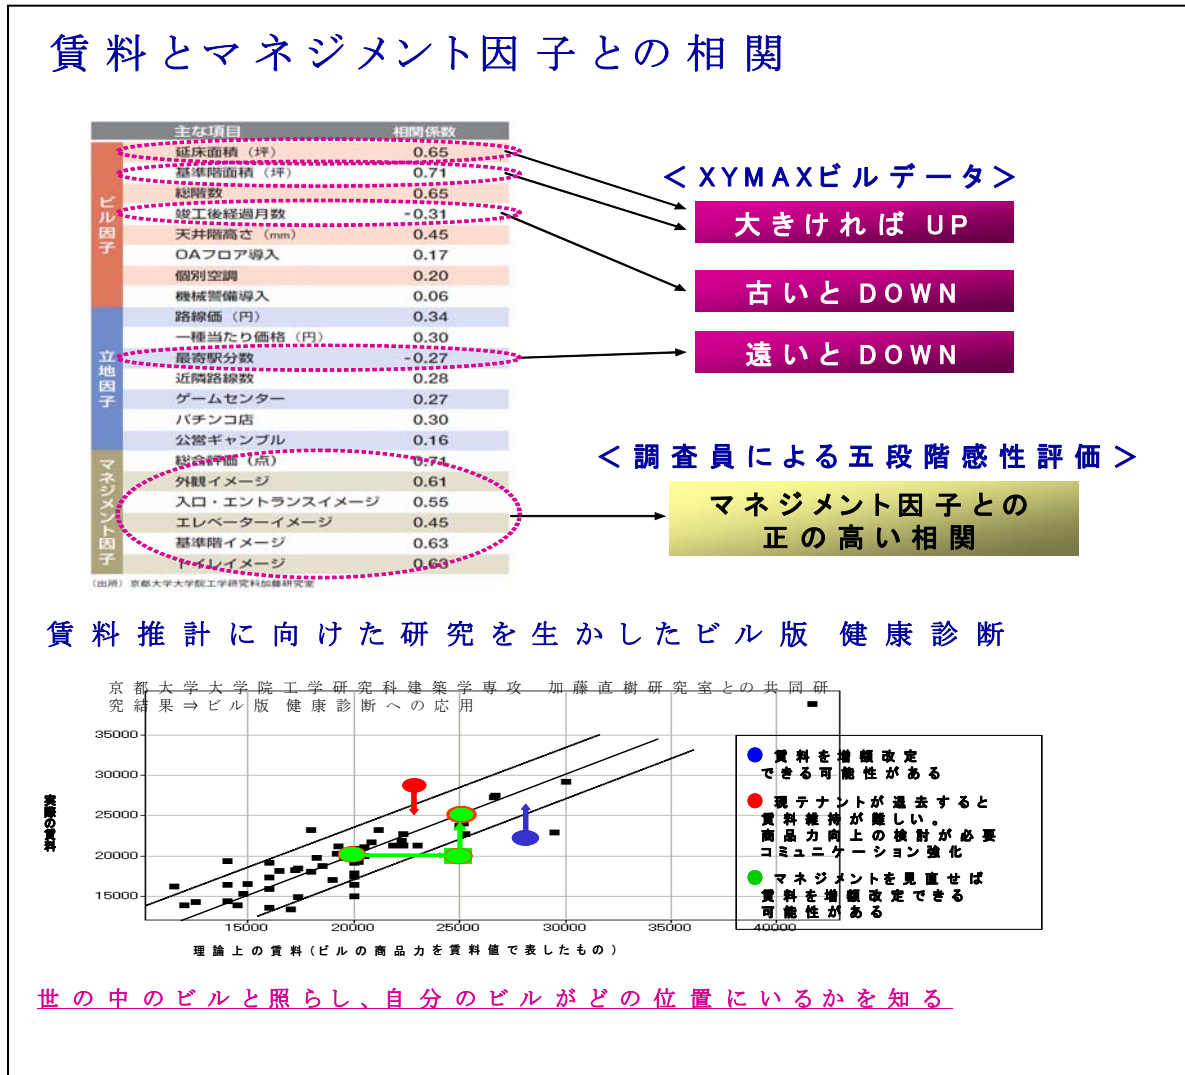 賃料とマネジメント因子との相関
主な項目 相関係数
ビル因子
延床面積（坪） 0.65
基準階面積（坪） 0.71
総階数 0.65
竣工後経過月数 -0.31
天井階高さ（mm） 0.45
OAフロア導入 0.17
個別空調 0.20
機械警備導入 0.06
立地因子
路線価（円） 0.34
一種当たり価格（円） 0.30
最寄駅分数 -0.27
近隣路線数 0.28
ゲームセンター 0.27
パチンコ店 0.30
公営ギャンブル 0.16
マネジメント因子
総合評価（点） 0.71
外観イメージ 0.61
入口・エントランスイメージ 0.55
エレベーターイメージ 0.45
基準階イメージ 0.63
トイレイメージ 0.63
（出所）京都大学大学院工学研究科加藤研究室
＜XYMAXビルデータ＞
大きければ UP
古いと DOWN
遠いと DOWN
＜調査員による五段階感性評価＞
マネジメント因子との
正の高い相関
賃料推計に向けた研究を生かしたビル版 健康診断
京都大学大学院工学研究科建築学専攻 加藤直樹研究室との共同研
究結果⇒ビル版 健康診断への応用
35000
30000
25000
20000
15000
実際の賃料
15000 20000 25000 30000 35000 40000
理論上の賃料(ビルの商品力を賃料値で表したもの)
賃料を増額改定
できる可能性がある
現テナントが退去すると
賃料維持が難しい。
商品力向上の検討が必要
コミュニケーション強化
マネジメントを見直せば
賃料を増額改定できる
可能性がある
世の中のビルと照らし、自分のビルがどの位置にいるかを知る